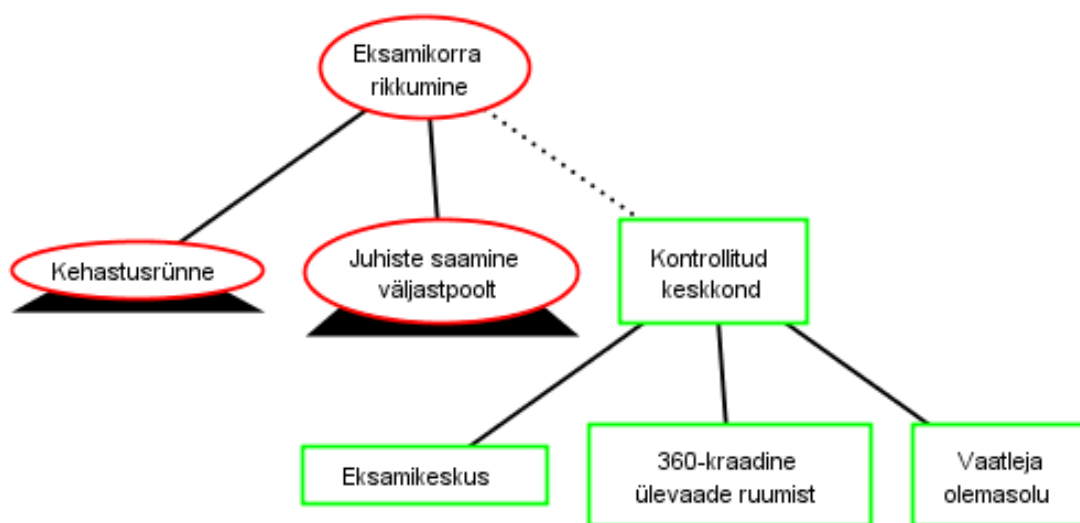 Eksamikorra
rikkumine
Kehastusrünne
Juhiste saamine
väljastpoolt
Kontrollitud
keskkond
Eksamikeskus
360-kraadine
ülevaade ruumist
Vaatleja
olemasolu